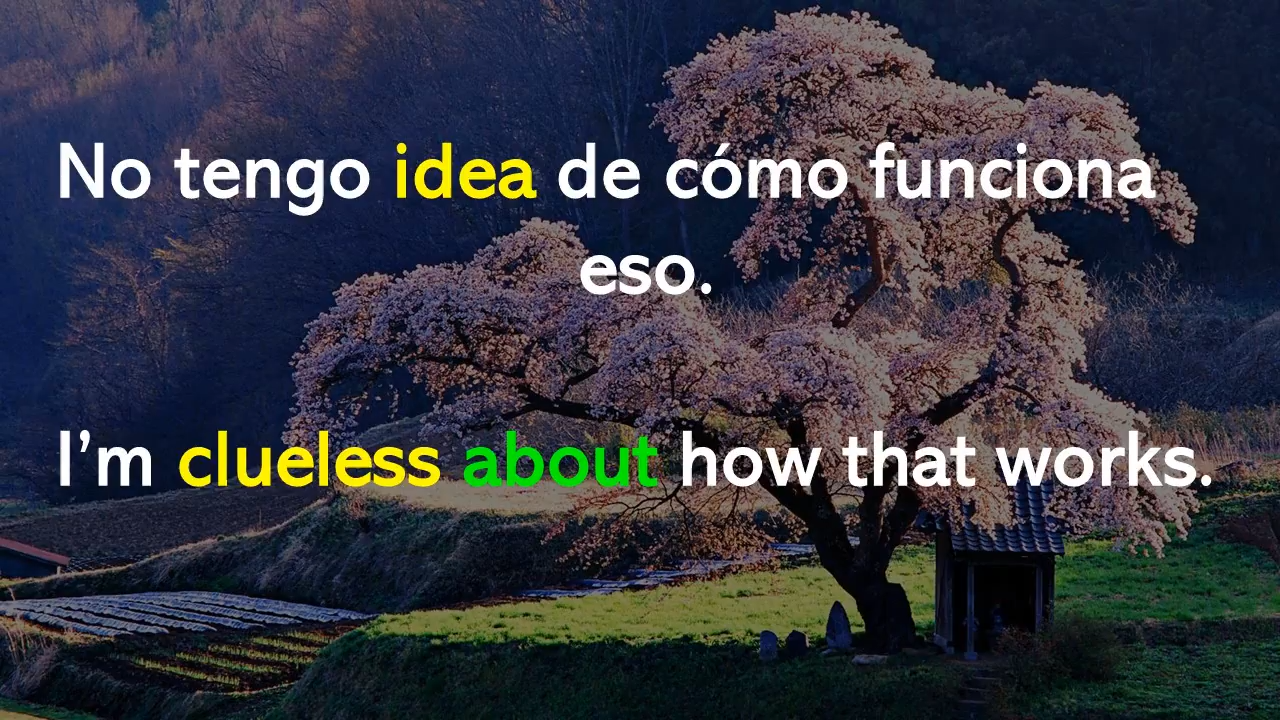 No tengo idea de cómo funciona
eso.
I'm clueless about how that works.